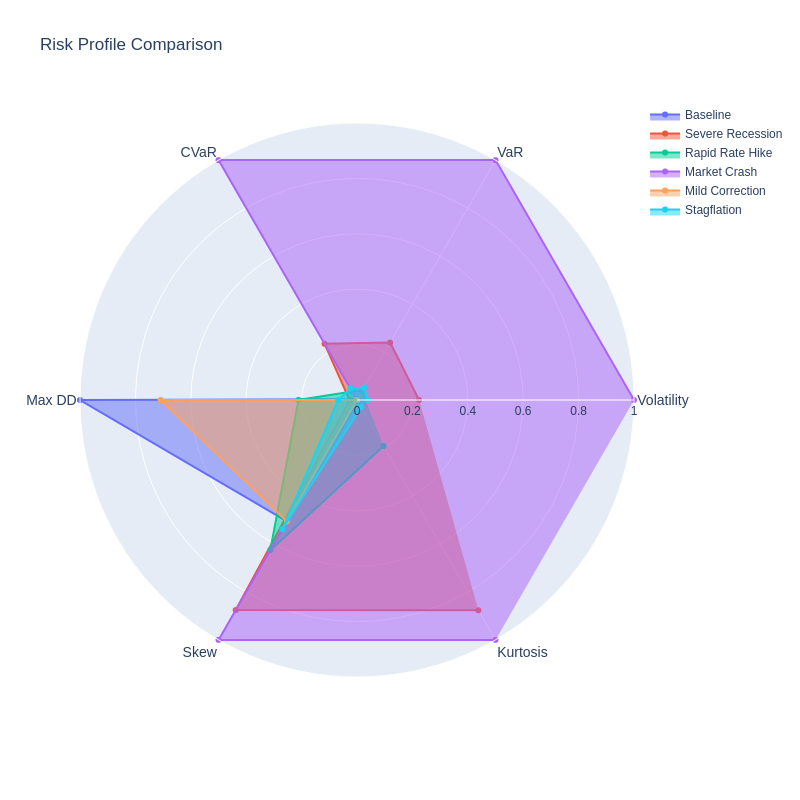 Risk Profile Comparison
Baseline
Severe Recession
Rapid Rate Hike
Market Crash
Mild Correction
Stagflation
CVaR
VaR
Max DD
Volatility
0
0.2
0.4
0.6
0.8
1
Skew
Kurtosis